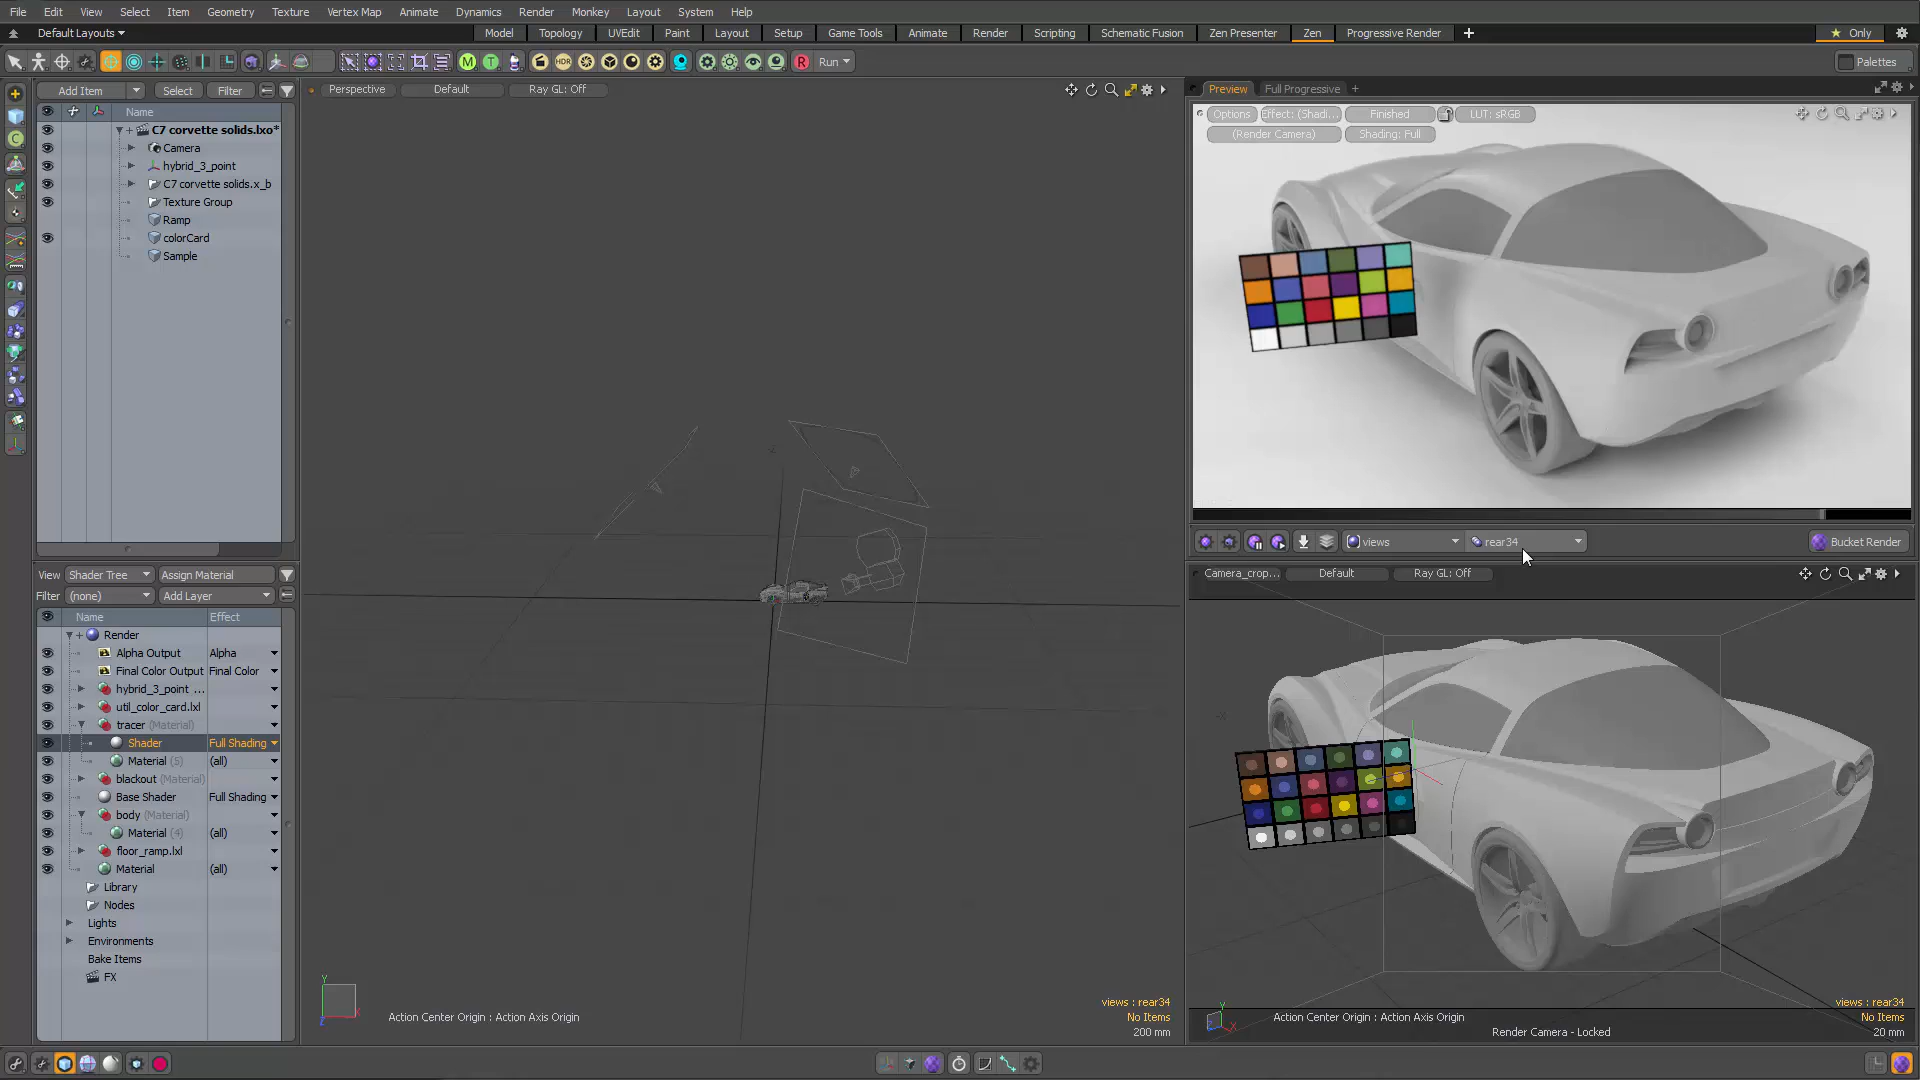 File Edit View Select Item Geometry Texture Vertex Map Animate Dynamics Render Monkey Layout System Help
Default Layouts Model Topology UVEdit Paint Layout Setup Game Tools Animate Render Scripting Schematic Fusion Zen Presenter Zen Progressive Render + Only
HDR M T R Run Palettes
Add Item Select Filter
Name
C7 corvette solids.lxo*
Camera
hybrid_3_point
C7 corvette solids.x_b
Texture Group
Ramp
colorCard
Sample
View Shader Tree Assign Material
Filter (none) Add Layer
Name Effect
Render
Alpha Output Alpha
Final Color Output Final Color
hybrid_3_point ...
util_color_card.lxl
tracer (Material)
Shader Full Shading
Material (5) (all)
blackout (Material)
Base Shader Full Shading
body (Material)
Material (4) (all)
floor_ramp.lxl
Material (all)
Library
Nodes
Lights
Environments
Bake Items
FX
Perspective Default Ray GL: Off
Y
Z
X
Action Center Origin : Action Axis Origin
views : rear34
No Items
200 mm
Preview Full Progressive +
Options Effect: (Shadi... Finished LUT: sRGB
(Render Camera) Shading: Full
views rear34 Bucket Render
Camera_crop... Default Ray GL: Off
-X
Y
Z
X
Action Center Origin : Action Axis Origin
Render Camera - Locked
views : rear34
No Items
20 mm